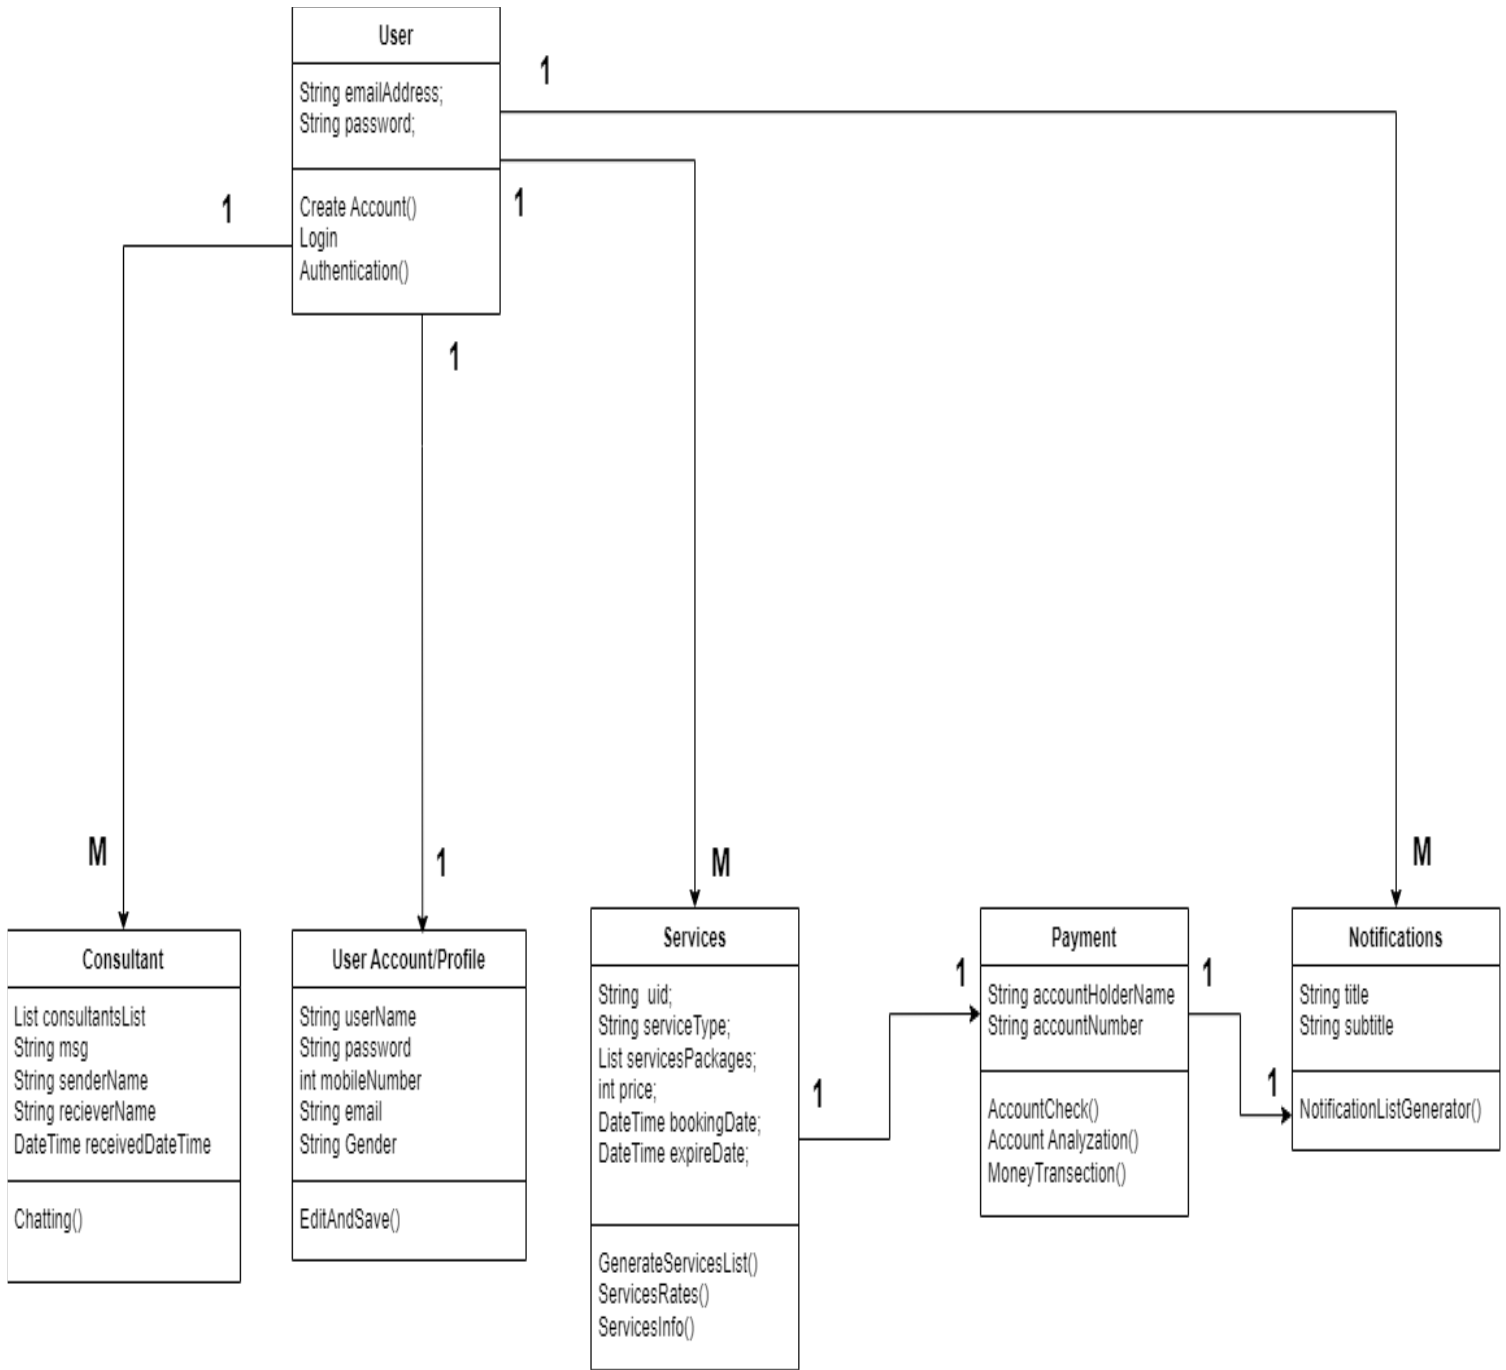 User
String emailAddress;
String password;
Create Account()
Login
Authentication()
1
1
1
1
M
1
M
M
Consultant
List consultantsList
String msg
String senderName
String recieverName
DateTime receivedDateTime
Chatting()
User Account/Profile
String userName
String password
int mobileNumber
String email
String Gender
EditAndSave()
Services
String uid;
String serviceType;
List servicesPackages;
int price;
DateTime bookingDate;
DateTime expireDate;
GenerateServicesList()
ServicesRates()
ServicesInfo()
1
1
Payment
String accountHolderName
String accountNumber
AccountCheck()
Account Analyzation()
MoneyTransection()
1
1
Notifications
String title
String subtitle
NotificationListGenerator()